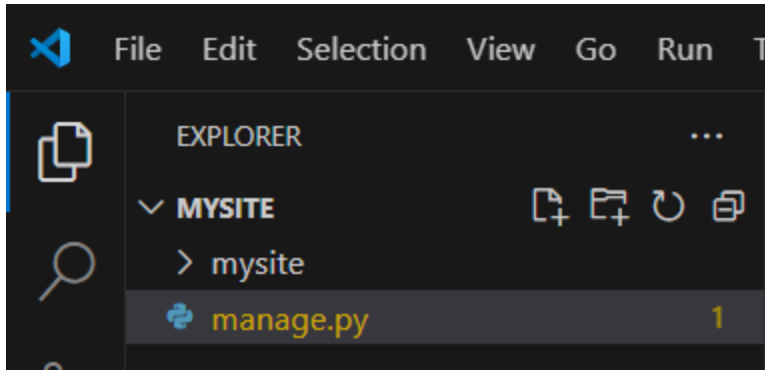 File Edit Selection View Go Run T
EXPLORER ...
MYSITE
mysite
manage.py 1